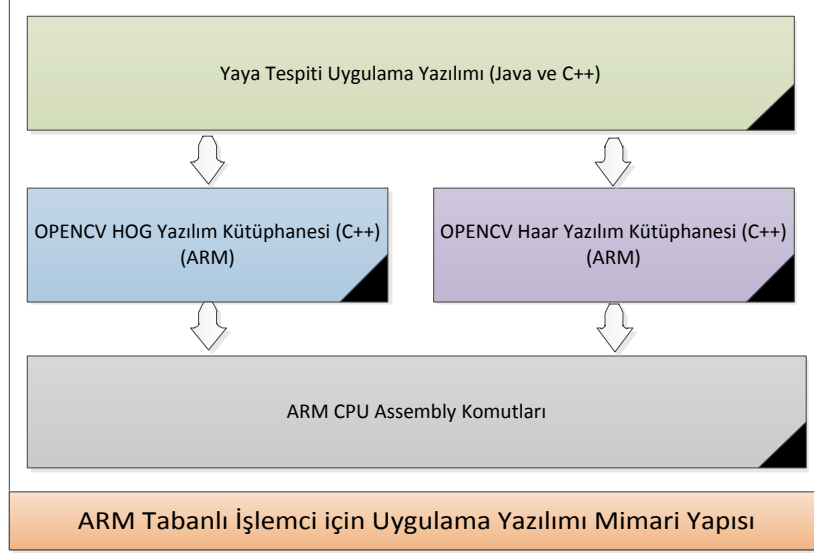 Yaya Tespiti Uygulama Yazılımı (Java ve C++)
OPENCV HOG Yazılım Kütüphanesi (C++)
(ARM)
OPENCV Haar Yazılım Kütüphanesi (C++)
(ARM)
ARM CPU Assembly Komutları
ARM Tabanlı İşlemci için Uygulama Yazılımı Mimari Yapısı